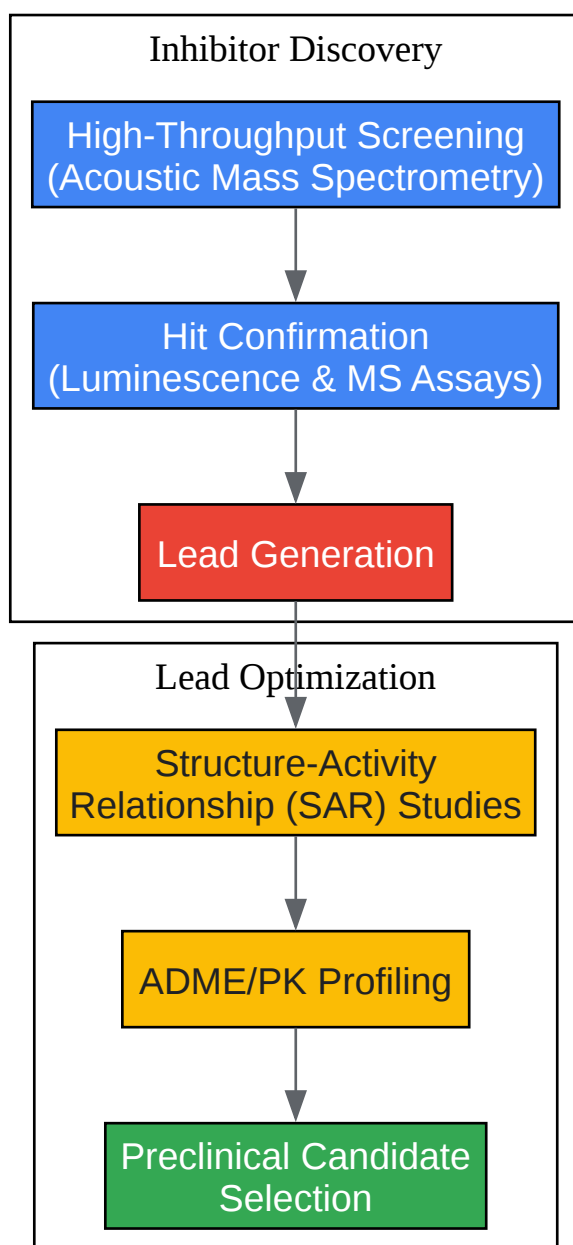 Inhibitor Discovery
High-Throughput Screening
(Acoustic Mass Spectrometry)
Hit Confirmation
(Luminescence & MS Assays)
Lead Generation
Lead Optimization
Structure-Activity
Relationship (SAR) Studies
ADME/PK Profiling
Preclinical Candidate
Selection